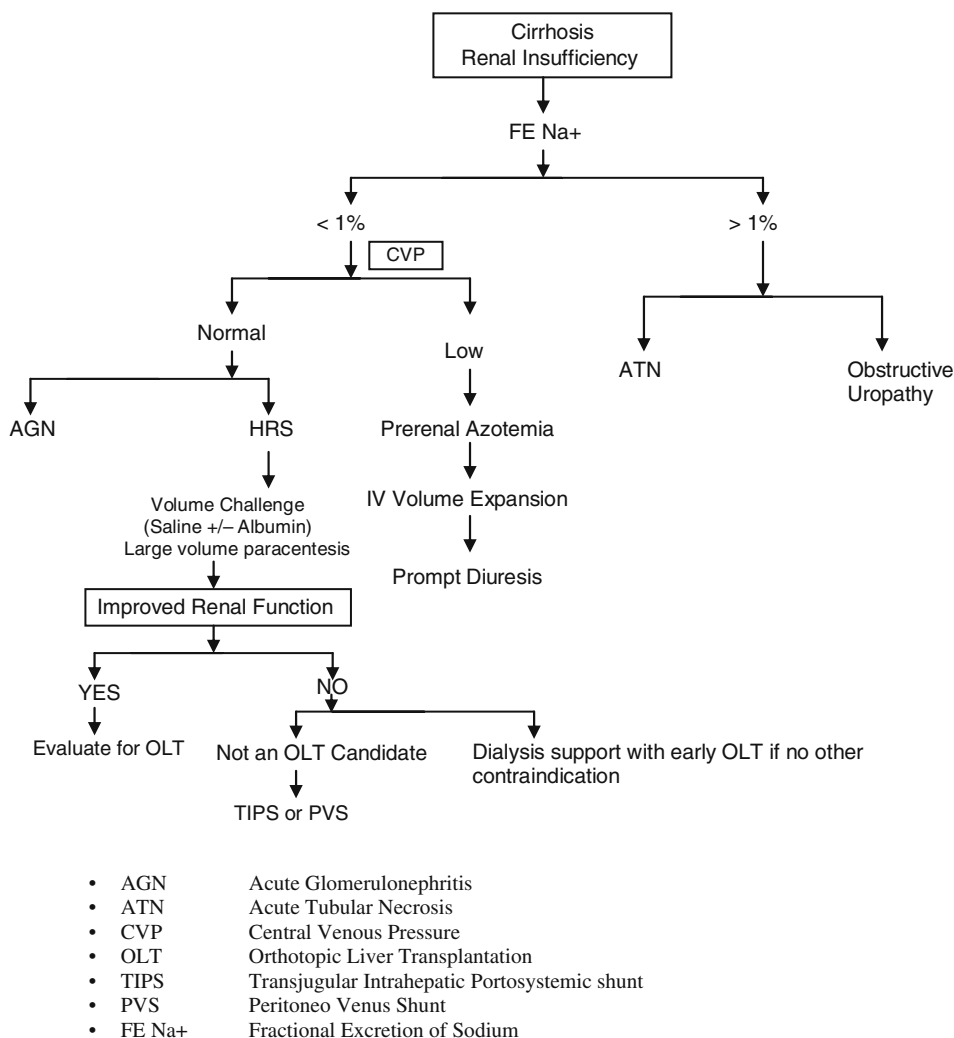 Cirrhosis
Renal Insufficiency
FE Na+
< 1%
> 1%
CVP
Normal
Low
ATN
Obstructive
Uropathy
AGN
HRS
Prerenal Azotemia
Volume Challenge
(Saline +/– Albumin)
Large volume paracentesis
IV Volume Expansion
Prompt Diuresis
Improved Renal Function
YES
NO
Evaluate for OLT
Not an OLT Candidate
Dialysis support with early OLT if no other
contraindication
TIPS or PVS
• AGN Acute Glomerulonephritis
• ATN Acute Tubular Necrosis
• CVP Central Venous Pressure
• OLT Orthotopic Liver Transplantation
• TIPS Transjugular Intrahepatic Portosystemic shunt
• PVS Peritoneo Venus Shunt
• FE Na+ Fractional Excretion of Sodium